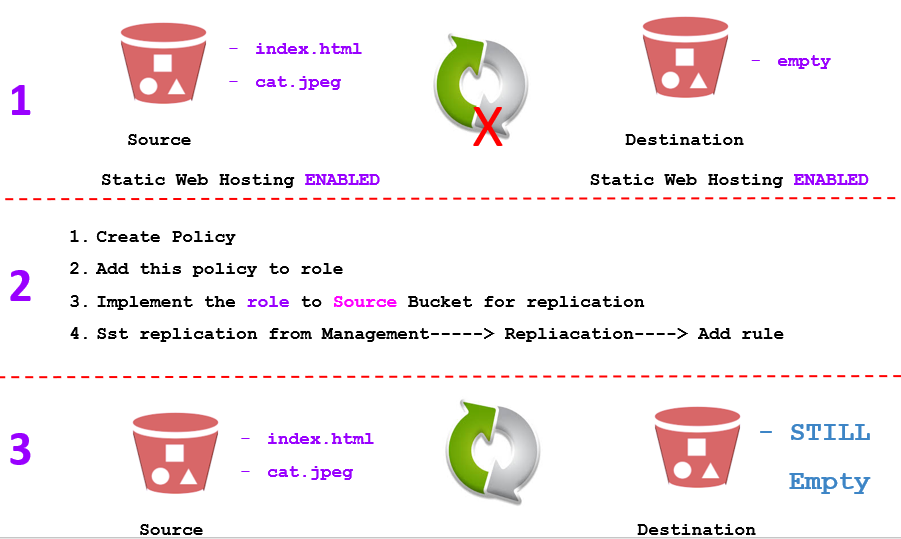 1
- index.html
- cat.jpeg
X
- empty
Source
Destination
Static Web Hosting ENABLED
Static Web Hosting ENABLED
2
1. Create Policy
2. Add this policy to role
3. Implement the role to Source Bucket for replication
4. Sst replication from Management-----> Repliacation----> Add rule
3
- index.html
- cat.jpeg
- STILL
Empty
Source
Destination